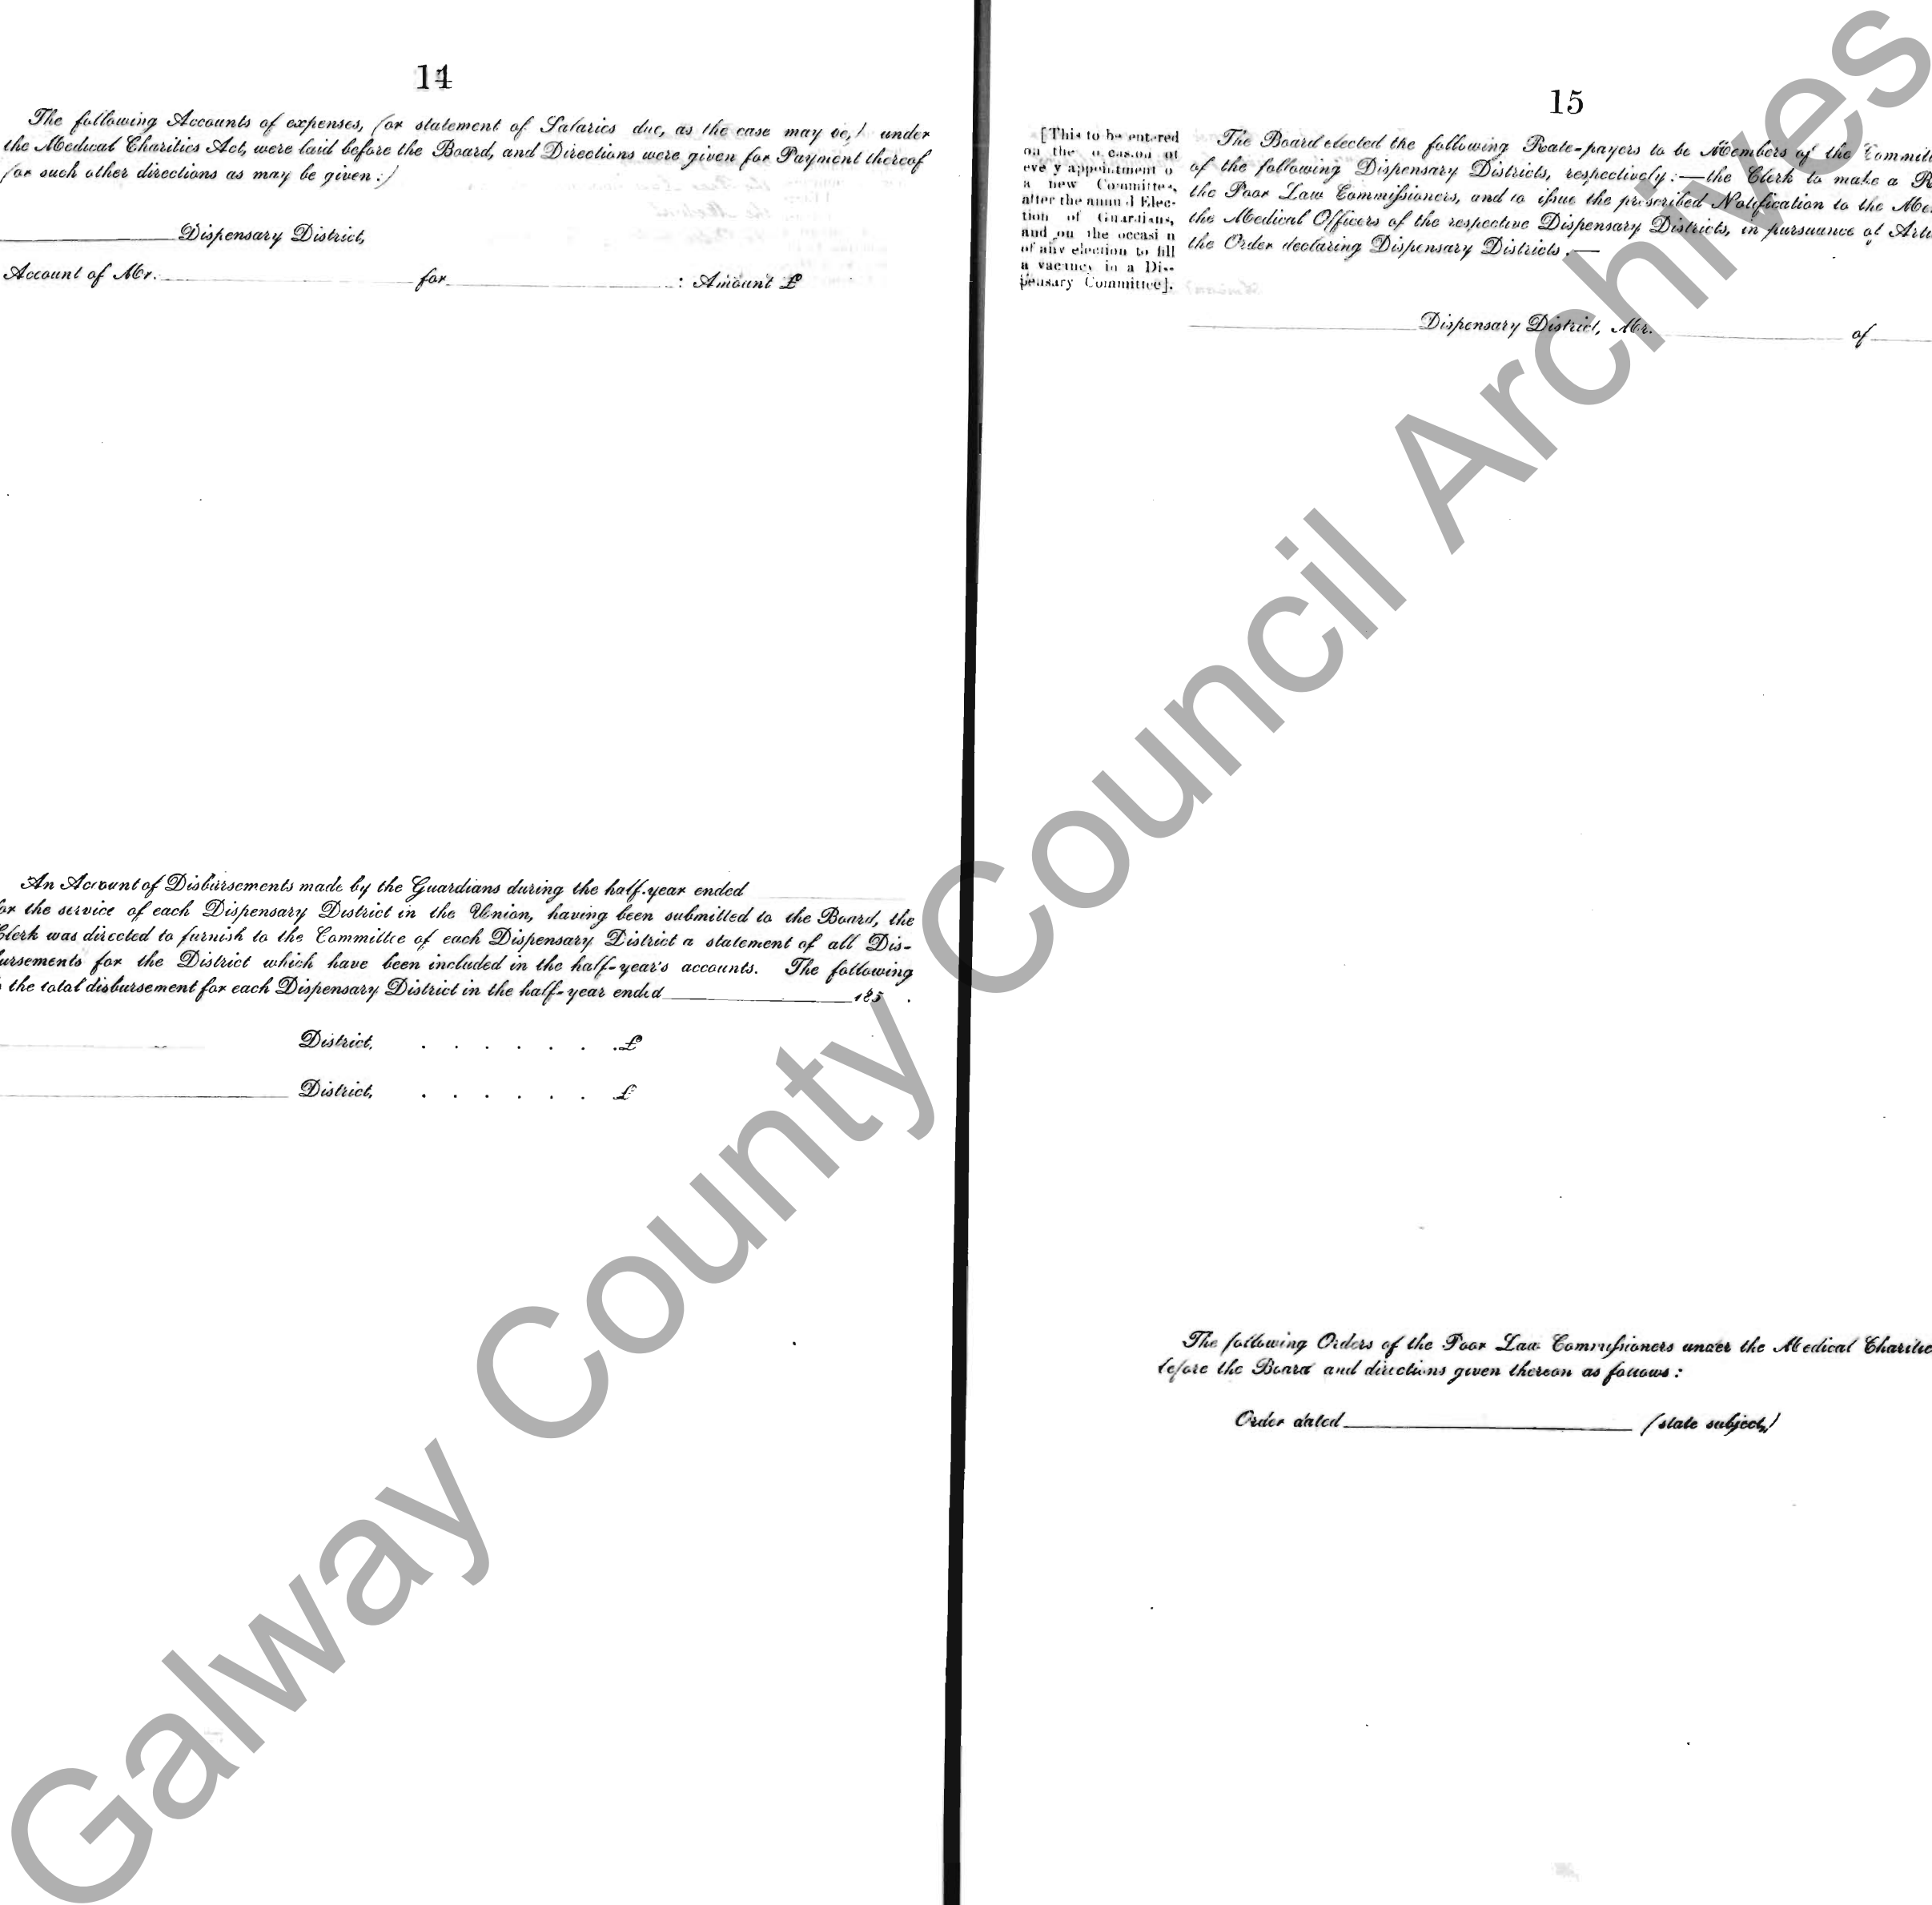 14
The following Accounts of expenses, (or statement of Salaries due, as the case may be,) under
the Medical Charities Act, were laid before the Board, and Directions were given for Payment thereof
(or such other directions as may be given:)
Dispensary District,
Account of Mr. for : Amount £
An Account of Disbursements made by the Guardians during the half-year ended
for the service of each Dispensary District in the Union, having been submitted to the Board, the
Clerk was directed to furnish to the Committee of each Dispensary District a statement of all Dis-
bursements for the District which have been included in the half-year's accounts. The following
the total disbursement for each Dispensary District in the half-year ended 185 .
District, . . . . . . . £
District, . . . . . . £
15
[This to be entered
on the occasion of
every appointment o
a new Committee,
after the annual Elec-
tion of Guardians,
and on the occasion
of any election to fill
a vacancy in a Dis-
pensary Committee].
The Board elected the following Rate-payers to be Members of the Committ
of the following Dispensary Districts, respectively:—the Clerk to make a R
the Poor Law Commissioners, and to issue the prescribed Notification to the Me
the Medical Officers of the respective Dispensary Districts, in pursuance of Arti
the Order declaring Dispensary Districts.—
Dispensary District, Mr. of
The following Orders of the Poor Law Commissioners under the Medical Charitie
before the Board and directions given thereon as follows:
Order dated (state subject,)
Galway County Council Archives